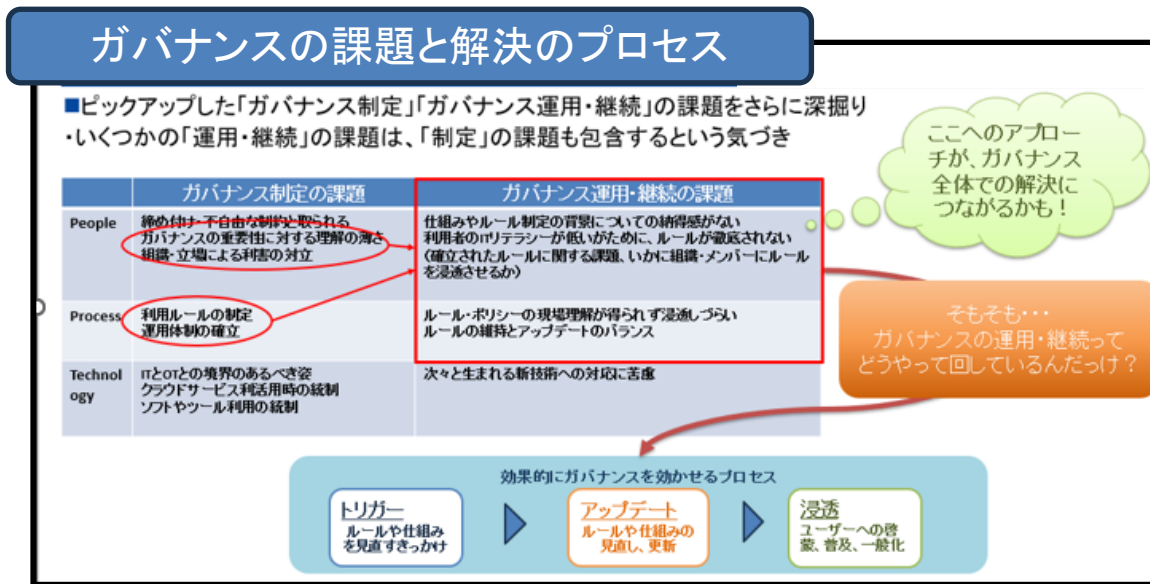 ガバナンスの課題と解決のプロセス
■ピックアップした「ガバナンス制定」「ガバナンス運用・継続」の課題をさらに深掘り
・いくつかの「運用・継続」の課題は、「制定」の課題も包含するという気づき
ここへのアプロー
チが、ガバナンス
全体での解決に
つながるかも！
ガバナンス制定の課題
ガバナンス運用・継続の課題
People
締め付け・不自由な制約と取られる
ガバナンスの重要性に対する理解の薄さ
組織・立場による利害の対立
仕組みやルール制定の背景についての納得感がない
利用者のITリテラシーが低いがために、ルールが徹底されない
（確立されたルールに関する課題、いかに組織・メンバーにルール
を浸透させるか）
Process
利用ルールの制定
運用体制の確立
ルール・ポリシーの現場理解が得られず浸透しづらい
ルールの維持とアップデートのバランス
Technol
ogy
ITとOTとの境界のあるべき姿
クラウドサービス利活用時の統制
ソフトやツール利用の統制
次々と生まれる新技術への対応に苦慮
そもそも・・・
ガバナンスの運用・継続って
どうやって回しているんだっけ？
効果的にガバナンスを効かせるプロセス
トリガー
ルールや仕組み
を見直すきっかけ
アップデート
ルールや仕組みの
見直し、更新
浸透
ユーザーへの啓
蒙、普及、一般化